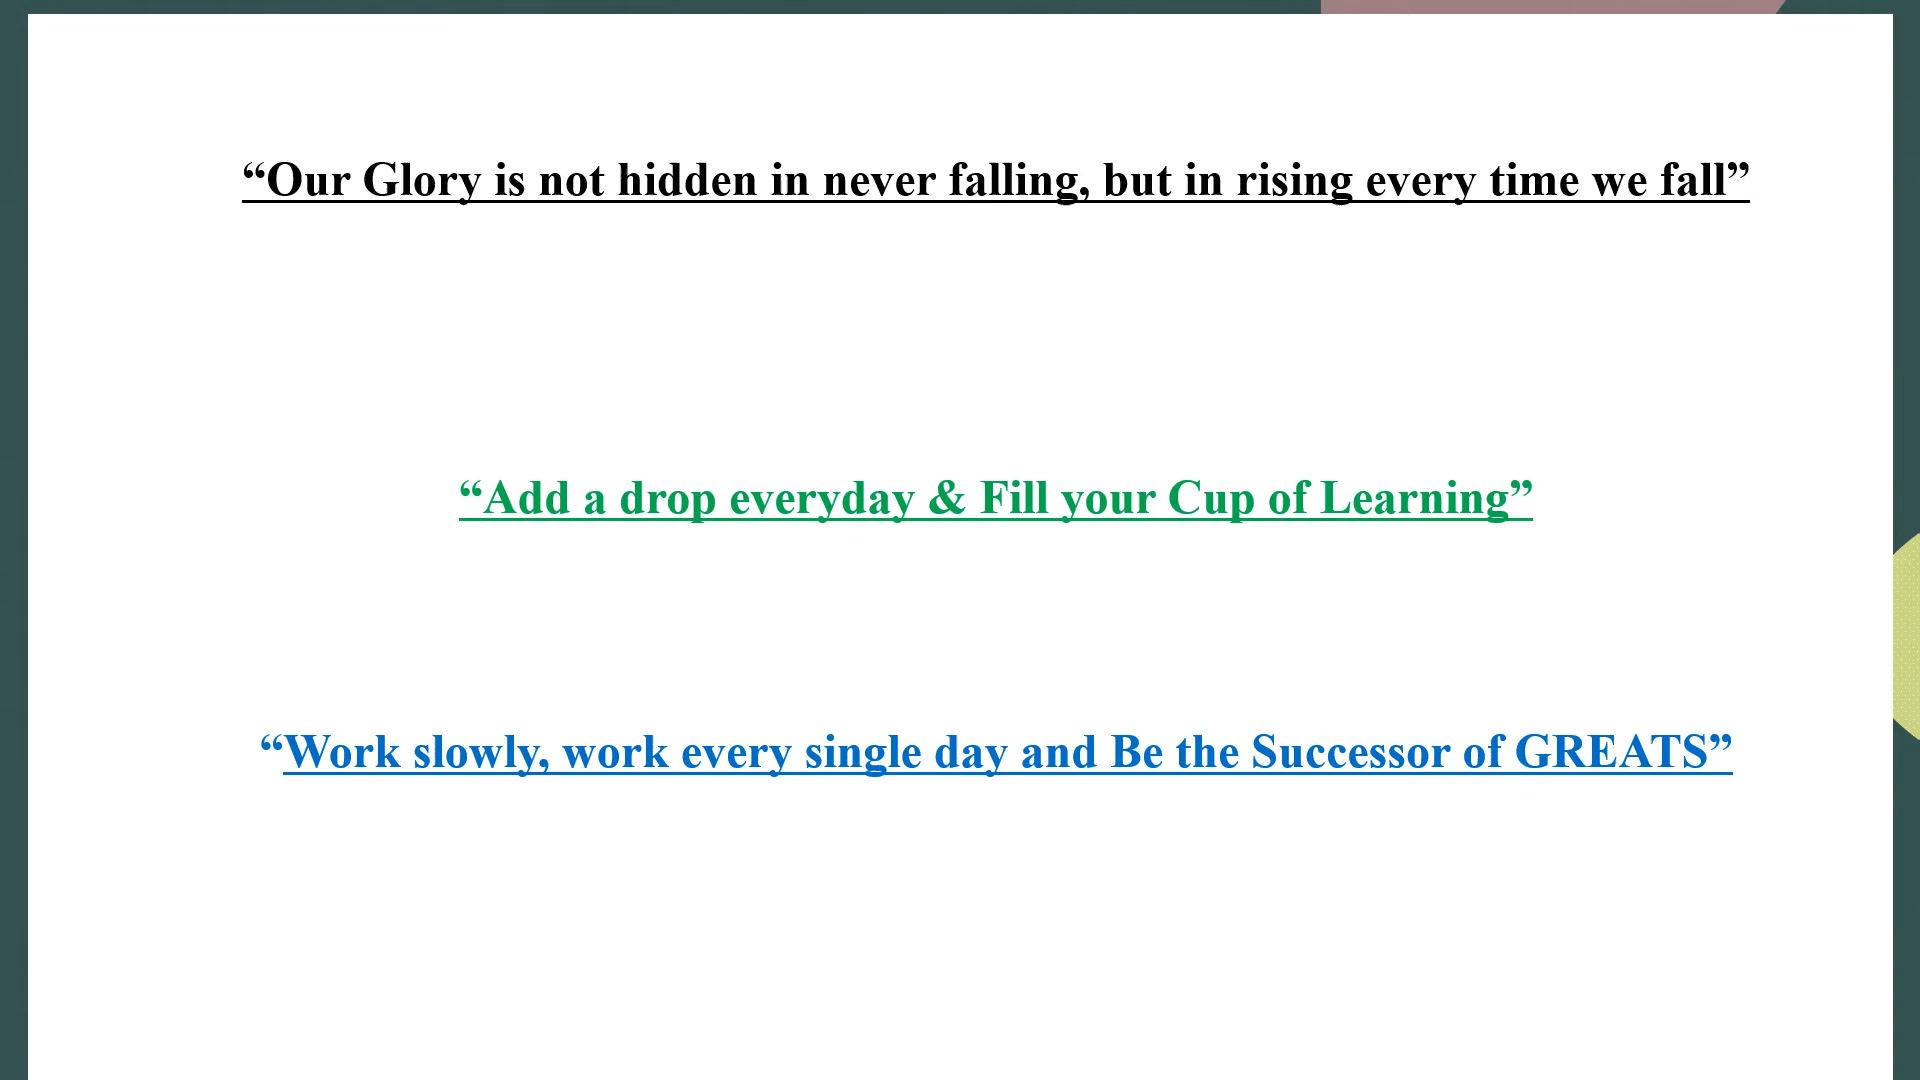 “Our Glory is not hidden in never falling, but in rising every time we fall”
“Add a drop everyday & Fill your Cup of Learning”
“Work slowly, work every single day and Be the Successor of GREATS”